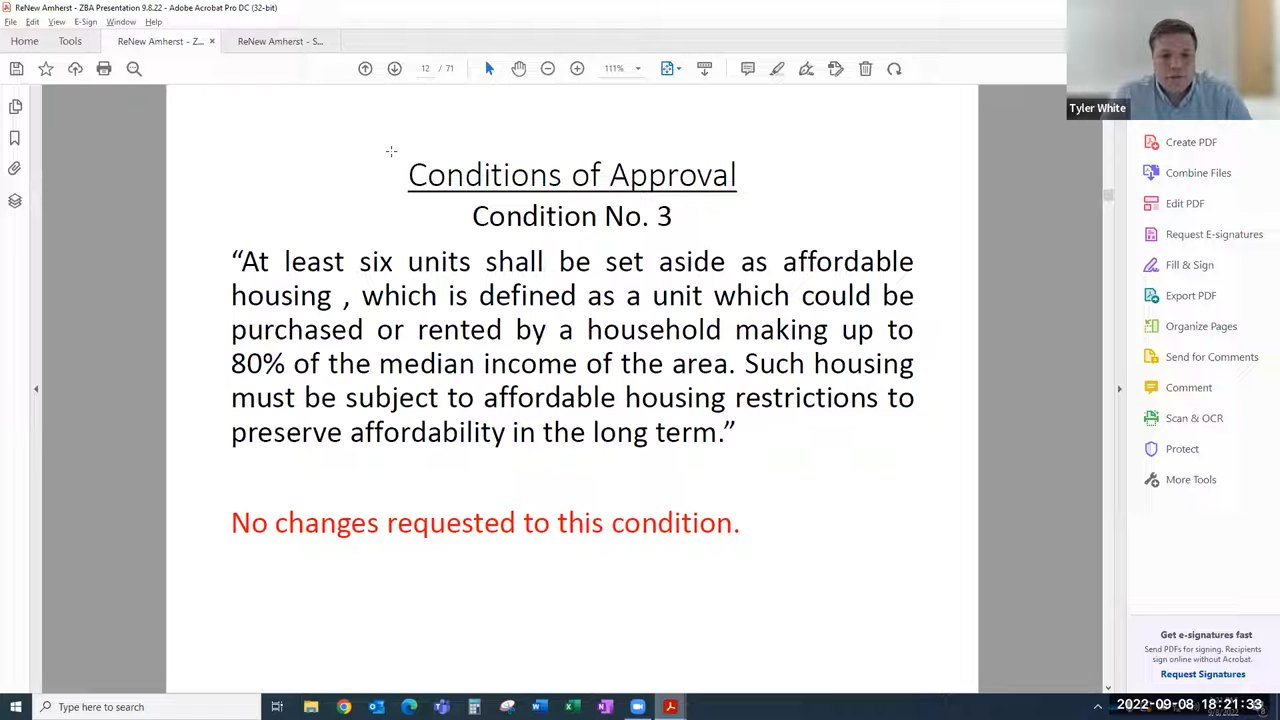 ReNew Amherst - ZBA Presentation 9.8.22 - Adobe Acrobat Pro DC (32-bit)
File Edit View E-Sign Window Help
Home Tools ReNew Amherst - Z... × ReNew Amherst - S...
12 / 71 111%
Tyler White
Conditions of Approval
Condition No. 3
“At least six units shall be set aside as affordable
housing , which is defined as a unit which could be
purchased or rented by a household making up to
80% of the median income of the area. Such housing
must be subject to affordable housing restrictions to
preserve affordability in the long term.”
No changes requested to this condition.
Create PDF
Combine Files
Edit PDF
Request E-signatures
Fill & Sign
Export PDF
Organize Pages
Send for Comments
Comment
Scan & OCR
Protect
More Tools
Get e-signatures fast
Send PDFs for signing. Recipients
sign online without Acrobat.
Request Signatures
Type here to search
2022-09-08 18:21:33